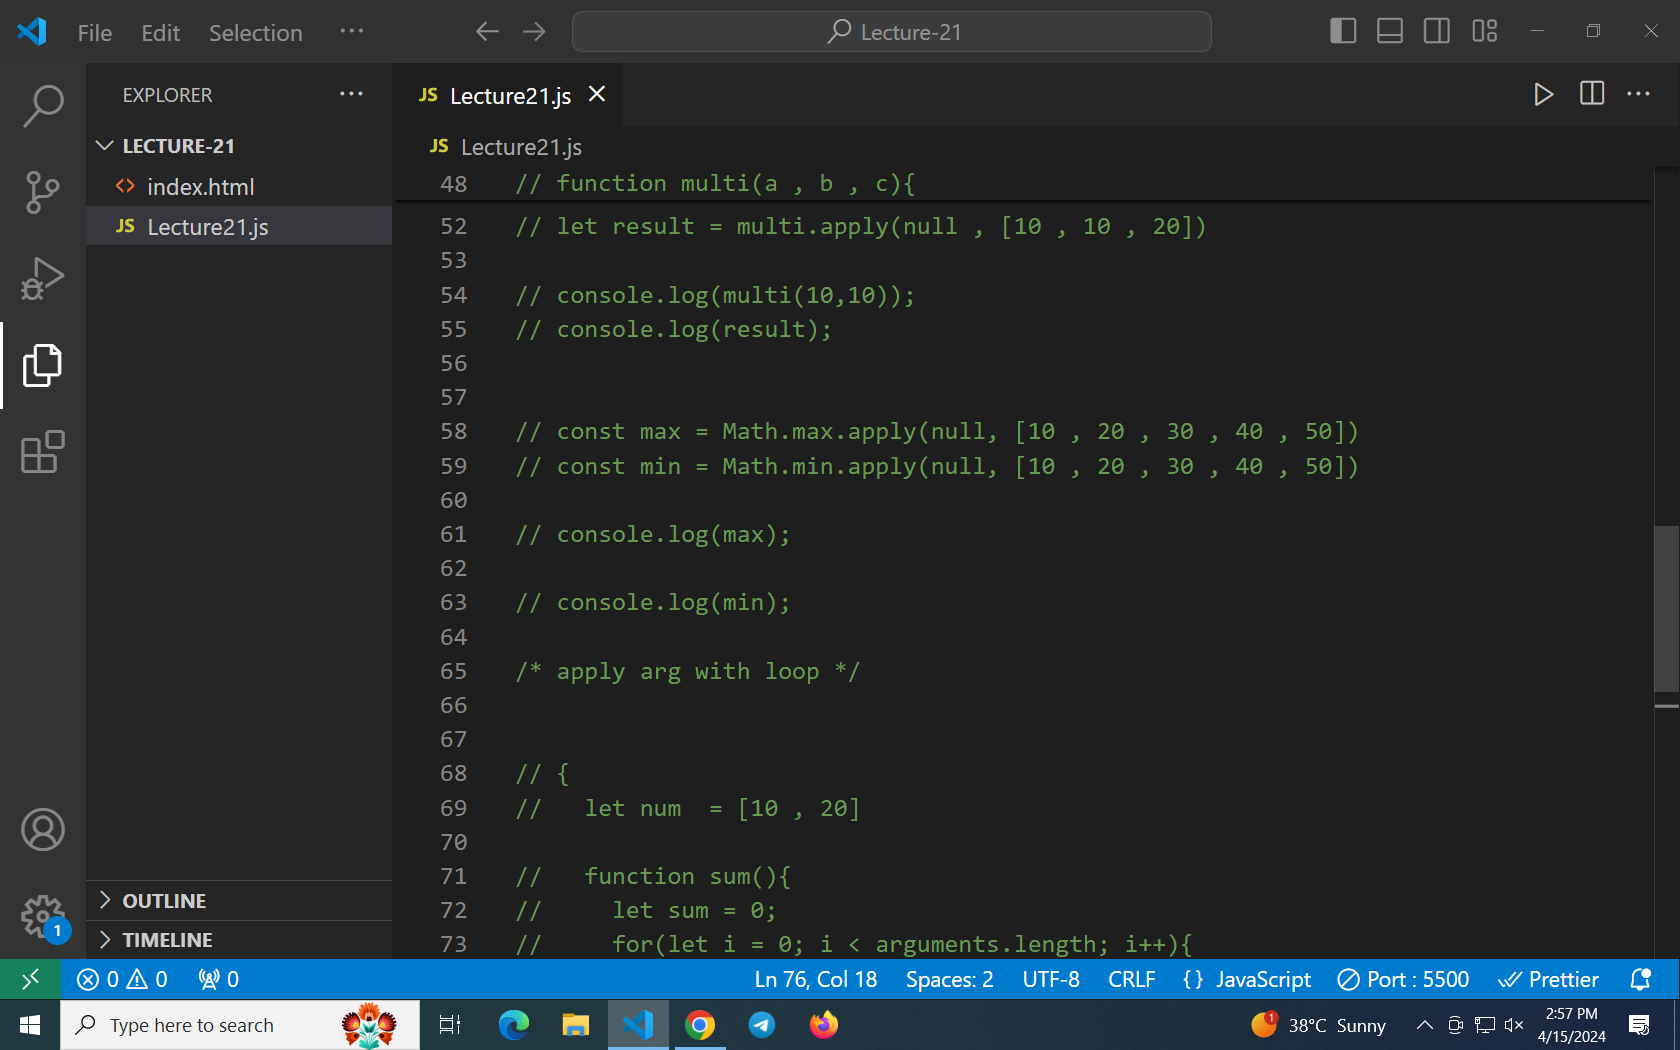 File Edit Selection ···
Lecture-21
EXPLORER ···
JS Lecture21.js
LECTURE-21
JS Lecture21.js
<> index.html
JS Lecture21.js
48 // function multi(a , b , c){
52 // let result = multi.apply(null , [10 , 10 , 20])
53
54 // console.log(multi(10,10));
55 // console.log(result);
56
57
58 // const max = Math.max.apply(null, [10 , 20 , 30 , 40 , 50])
59 // const min = Math.min.apply(null, [10 , 20 , 30 , 40 , 50])
60
61 // console.log(max);
62
63 // console.log(min);
64
65 /* apply arg with loop */
66
67
68 // {
69 //   let num  = [10 , 20]
70
71 //   function sum(){
72 //     let sum = 0;
73 //     for(let i = 0; i < arguments.length; i++){
OUTLINE
TIMELINE
1
0 0 0
Ln 76, Col 18 Spaces: 2 UTF-8 CRLF {} JavaScript Port : 5500 Prettier
Type here to search
1 38°C Sunny
2:57 PM
4/15/2024